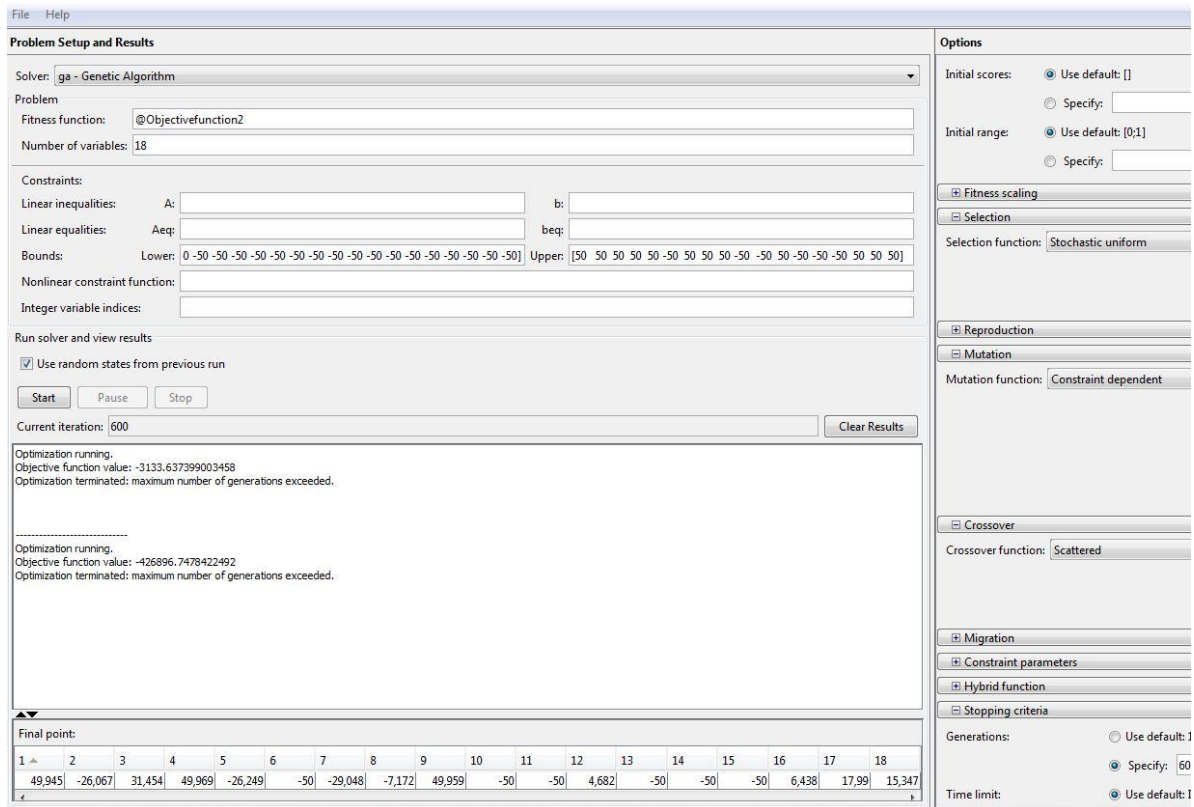 File Help
Problem Setup and Results
Solver: ga - Genetic Algorithm
Problem
Fitness function: @Objectivefunction2
Number of variables: 18
Constraints:
Linear inequalities: A: b:
Linear equalities: Aeq: beq:
Bounds: Lower: 0 -50 -50 -50 -50 -50 -50 -50 -50 -50 -50 -50 -50 -50 -50 -50 -50 -50] Upper: [50 50 50 50 50 -50 50 50 50 -50 -50 50 -50 -50 -50 50 50 50]
Nonlinear constraint function:
Integer variable indices:
Run solver and view results
Use random states from previous run
Start Pause Stop
Current iteration: 600 Clear Results
Optimization running.
Objective function value: -3133.637399003458
Optimization terminated: maximum number of generations exceeded.
-----------------------------
Optimization running.
Objective function value: -426896.7478422492
Optimization terminated: maximum number of generations exceeded.
Final point:
1 2 3 4 5 6 7 8 9 10 11 12 13 14 15 16 17 18
49,945 -26,067 31,454 49,969 -26,249 -50 -29,048 -7,172 49,959 -50 -50 4,682 -50 -50 -50 6,438 17,99 15,347
Options
Initial scores: Use default: []
Specify:
Initial range: Use default: [0;1]
Specify:
Fitness scaling
Selection
Selection function: Stochastic uniform
Reproduction
Mutation
Mutation function: Constraint dependent
Crossover
Crossover function: Scattered
Migration
Constraint parameters
Hybrid function
Stopping criteria
Generations: Use default: 1
Specify: 60
Time limit: Use default: I